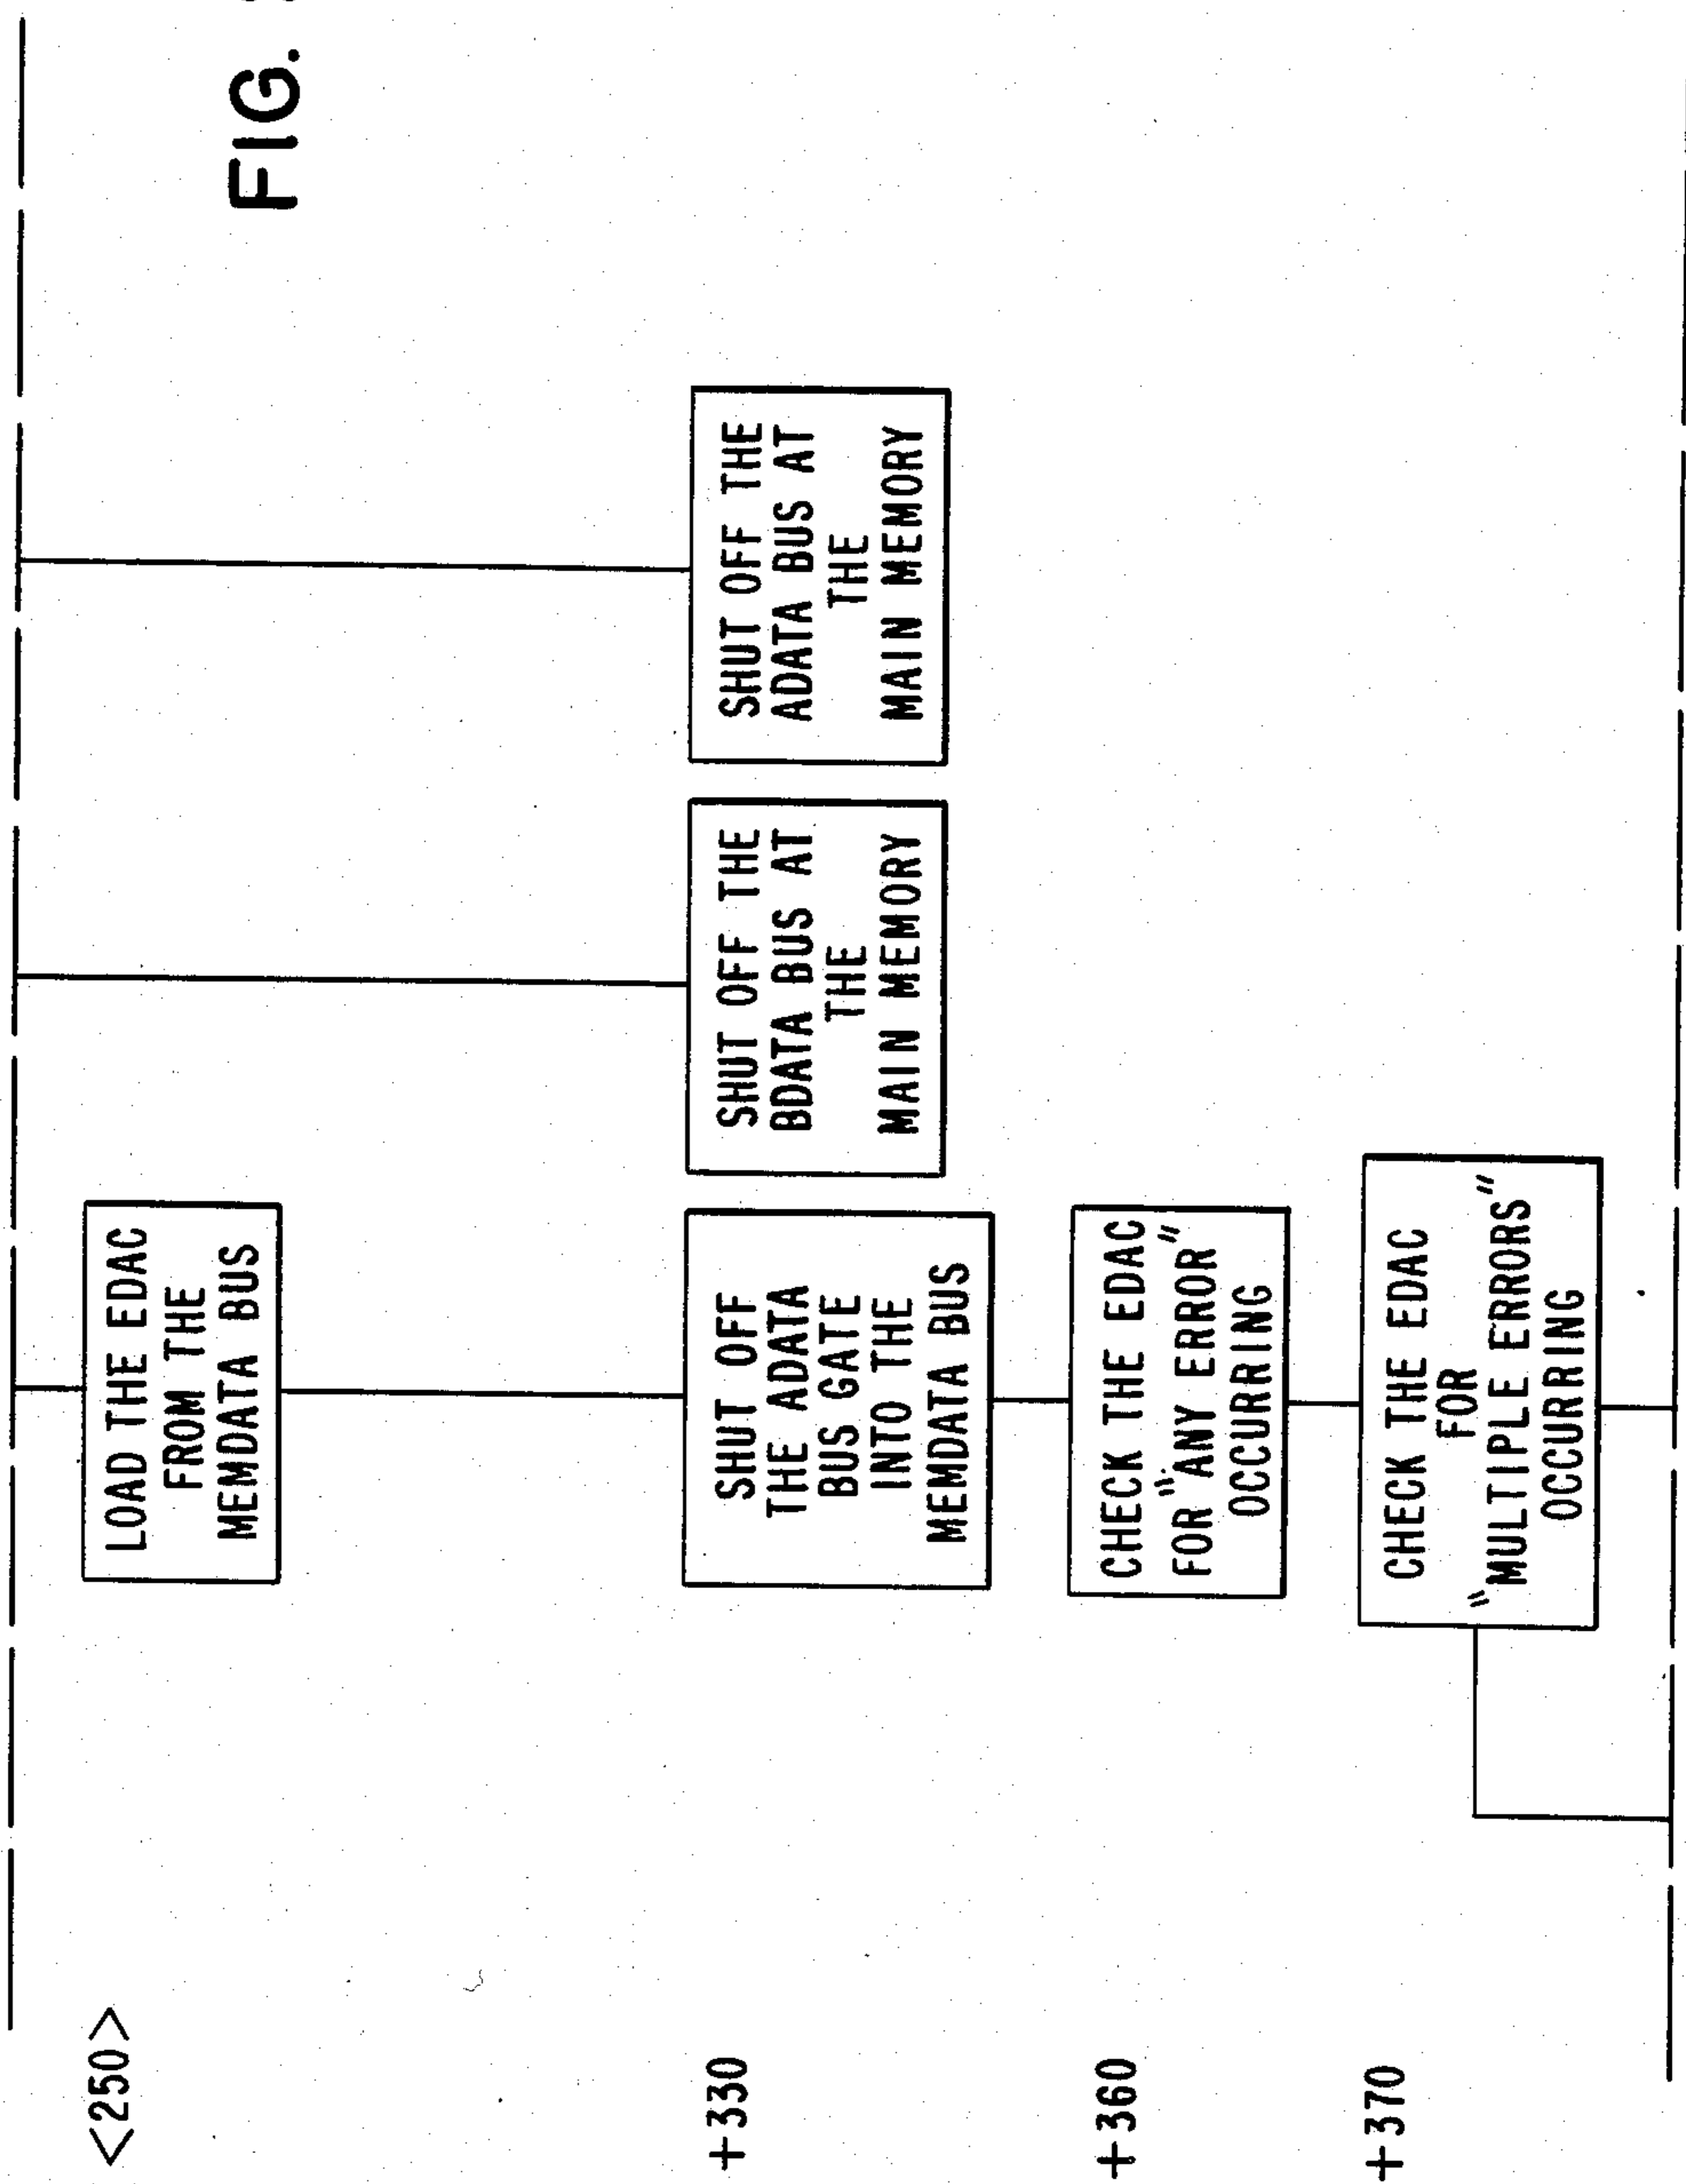 FIG.
<250>
LOAD THE EDAC
FROM THE
MEMDATA BUS
+330
SHUT OFF
THE ADATA
BUS GATE
INTO THE
MEMDATA BUS
SHUT OFF THE
BDATA BUS AT
THE
MAIN MEMORY
SHUT OFF THE
ADATA BUS AT
THE
MAIN MEMORY
+360
CHECK THE EDAC
FOR "ANY ERROR"
OCCURRING
+370
CHECK THE EDAC
FOR
"MULTIPLE ERRORS"
OCCURRING